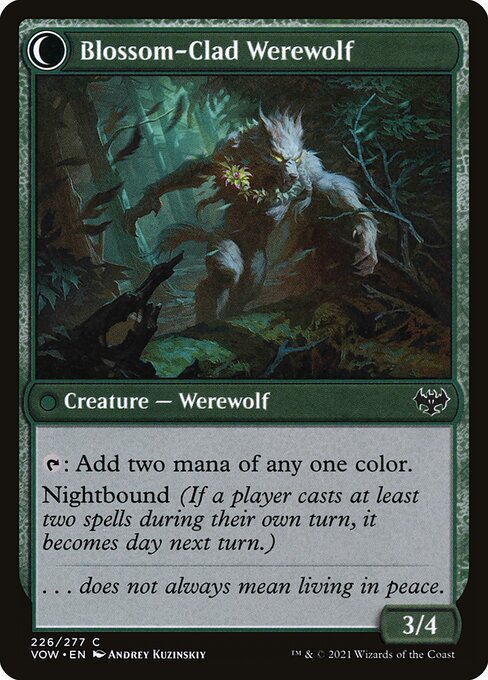 Blossom-Clad Werewolf
Creature — Werewolf
: Add two mana of any one color.
Nightbound (If a player casts at least
two spells during their own turn, it
becomes day next turn.)
. . . does not always mean living in peace.
3/4
226/277 C
VOW • EN Andrey Kuzinskiy
™ & © 2021 Wizards of the Coast